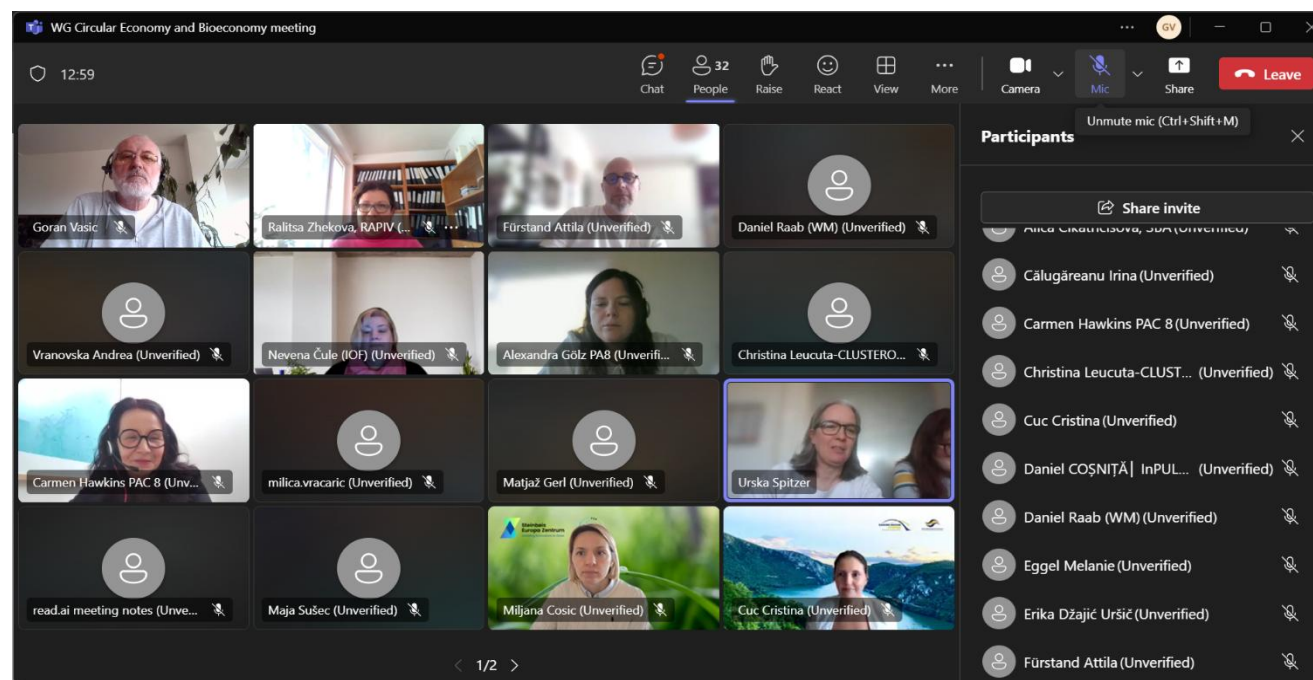 WG Circular Economy and Bioeconomy meeting
GV
12:59
Chat
People 32
Raise
React
View
More
Camera
Mic
Share
Leave
Unmute mic (Ctrl+Shift+M)
Goran Vasic
Ralitsa Zhekova, RAPIV (...
Fürstand Attila (Unverified)
Daniel Raab (WM) (Unverified)
Vranovska Andrea (Unverified)
Nevena Čule (IOF) (Unverified)
Alexandra Gölz PA8 (Unverifi...
Christina Leucuta-CLUSTERO...
Carmen Hawkins PAC 8 (Unv...
milica.vracaric (Unverified)
Matjaž Gerl (Unverified)
Urska Spitzer
read.ai meeting notes (Unve...
Maja Sušec (Unverified)
Steinbeis
Europa Zentrum
Miljana Cosic (Unverified)
Cuc Cristina (Unverified)
1/2
Participants
Share invite
Călugăreanu Irina (Unverified)
Carmen Hawkins PAC 8 (Unverified)
Christina Leucuta-CLUST... (Unverified)
Cuc Cristina (Unverified)
Daniel COȘNIȚĂ| InPUL... (Unverified)
Daniel Raab (WM) (Unverified)
Eggel Melanie (Unverified)
Erika Džajić Uršič (Unverified)
Fürstand Attila (Unverified)